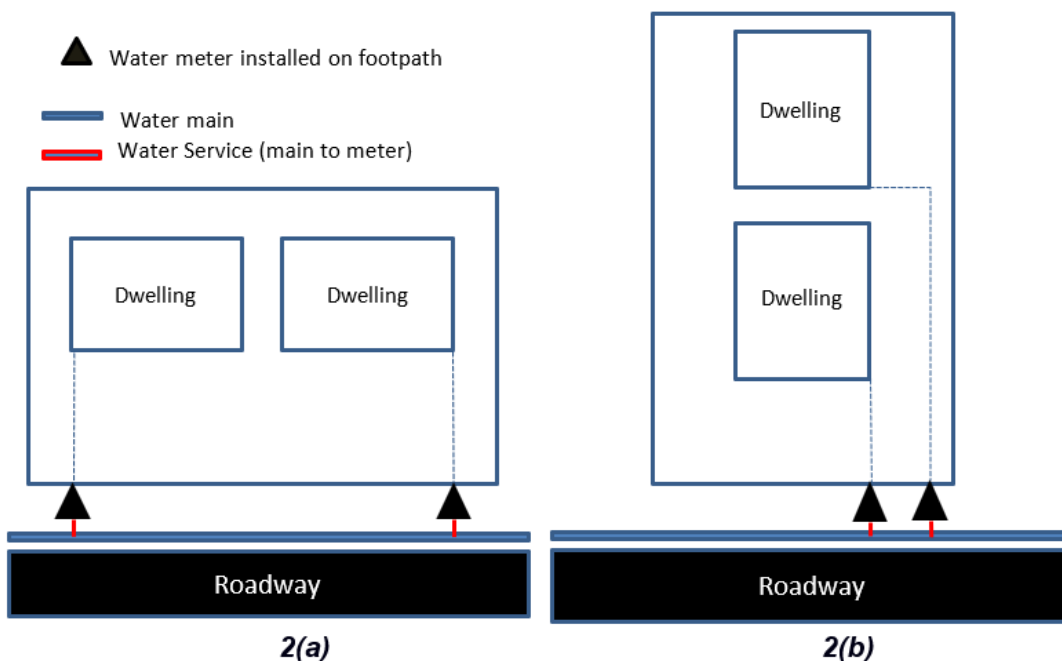 Water meter installed on footpath
Water main
Water Service (main to meter)
Dwelling
Dwelling
Roadway
2(a)
Dwelling
Dwelling
Roadway
2(b)